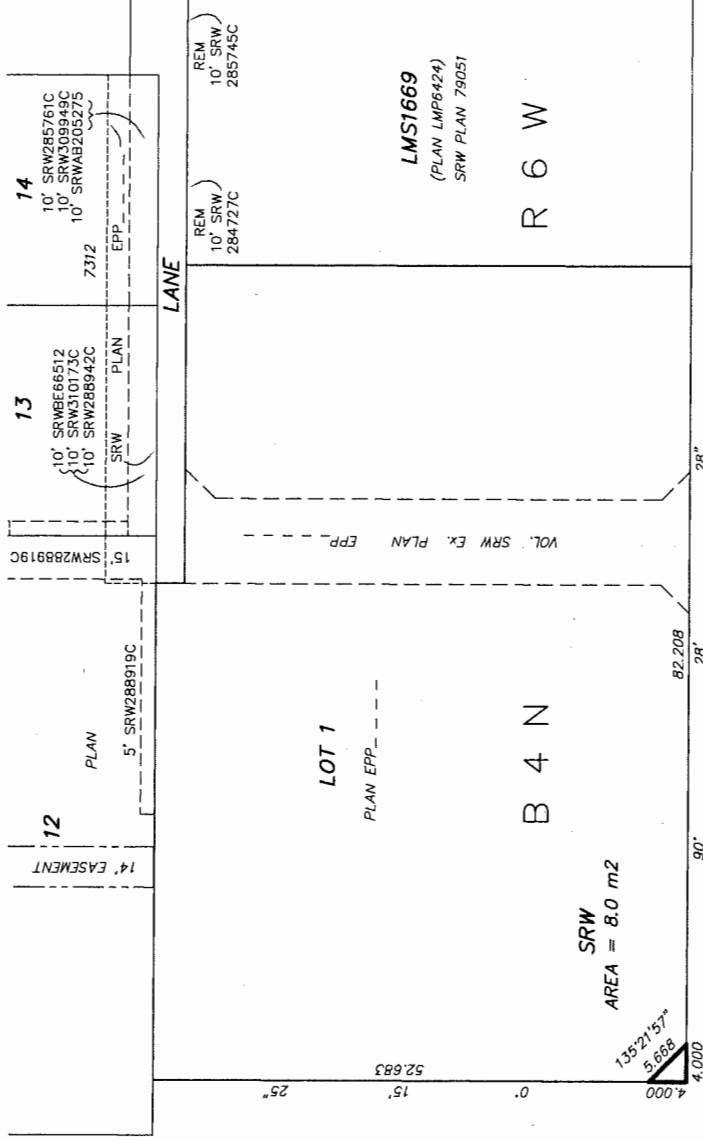 12
PLAN
14' EASEMENT
5' SRW288919C
15' SRW288919C
13
10' SRWBE66512
10' SRW310173C
10' SRW288942C
SRW PLAN EPP_ _ _ _
14
10' SRW285761C
10' SRW309949C
10' SRWAB205275
7312
LANE
REM
10' SRW
284727C
REM
10' SRW
285745C
LMS1669
(PLAN LMP6424)
SRW PLAN 79051
R 6 W
VOL. SRW Ex. PLAN EPP _ _ _ _ _
LOT 1
PLAN EPP_ _ _ _ _
B 4 N
SRW
AREA = 8.0 m2
52.683
0' 15' 25"
135°21'57"
5.668
4.000
4.000
90° 28' 28"
82.208